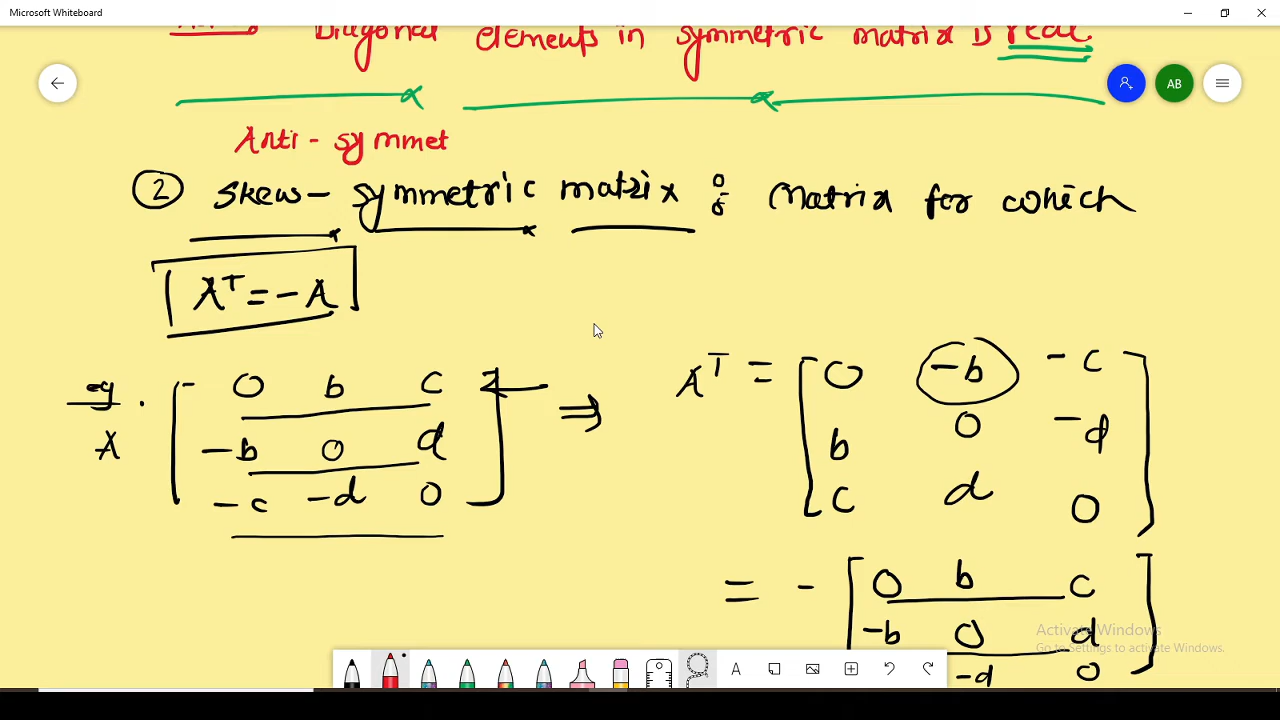 Microsoft Whiteboard
Diagonal elements in symmetric matrix is real.
AB
Anti - symmet
② Skew - symmetric matrix : Matrix for which
A^T = - A
eg. A [ 0 b c
-b 0 d
-c -d 0 ] ⇒
A^T = [ 0 -b -c
b 0 -d
c d 0 ]
= - [ 0 b c
-b 0 d
-d 0
Activate Windows
Go to Settings to activate Windows.
A